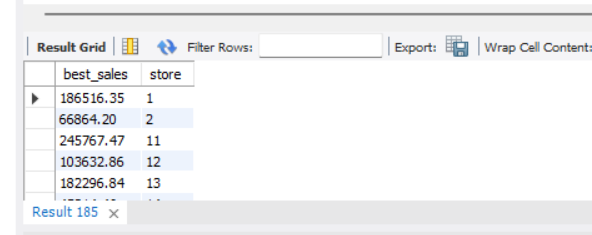 Result Grid Filter Rows: Export: Wrap Cell Content:
best_sales store
186516.35 1
66864.20 2
245767.47 11
103632.86 12
182296.84 13
Result 185 ×